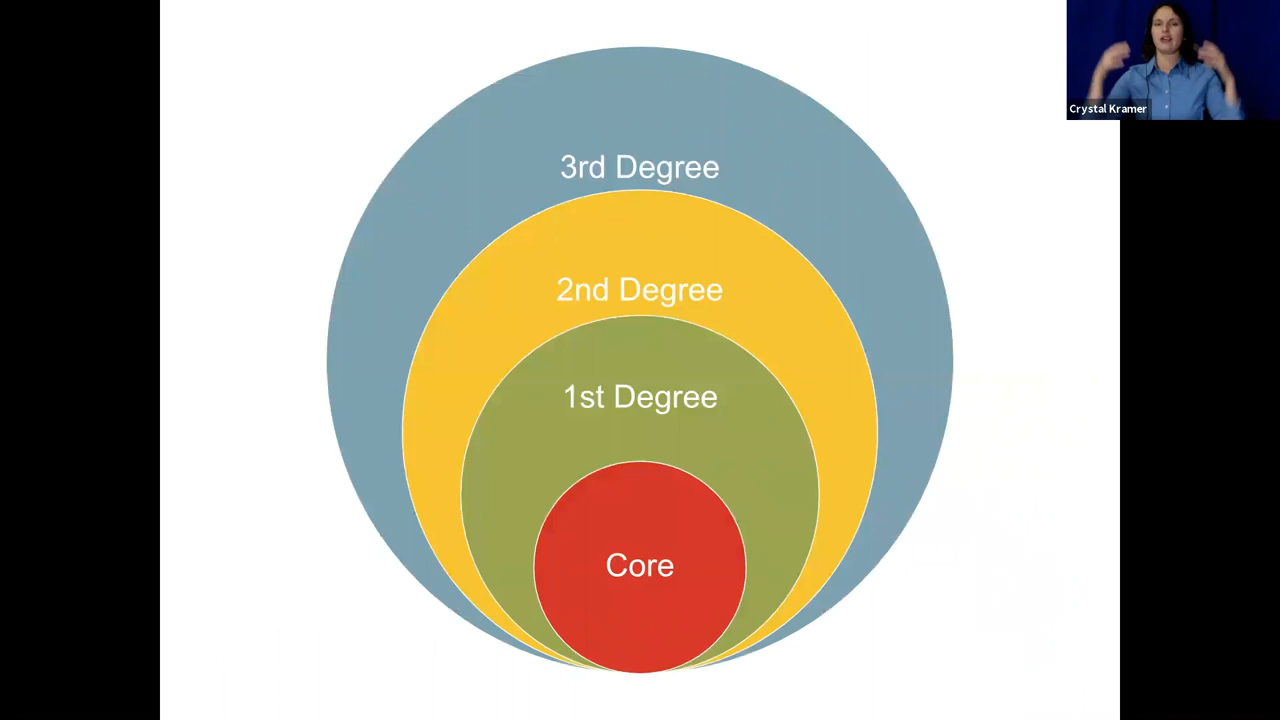 Crystal Kramer
3rd Degree
2nd Degree
1st Degree
Core